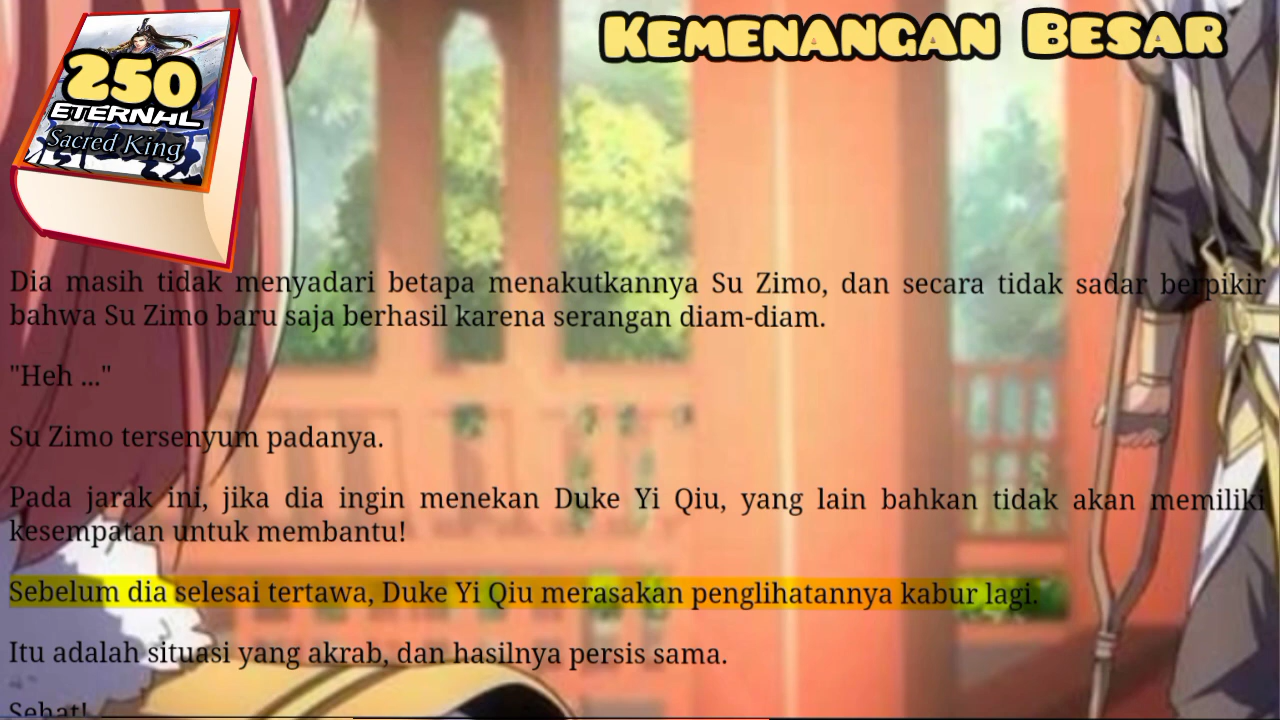 Kemenangan Besar
250
ETERNAL
Sacred King
Dia masih tidak menyadari betapa menakutkannya Su Zimo, dan secara tidak sadar berpikir
bahwa Su Zimo baru saja berhasil karena serangan diam-diam.
"Heh ..."
Su Zimo tersenyum padanya.
Pada jarak ini, jika dia ingin menekan Duke Yi Qiu, yang lain bahkan tidak akan memiliki
kesempatan untuk membantu!
Sebelum dia selesai tertawa, Duke Yi Qiu merasakan penglihatannya kabur lagi.
Itu adalah situasi yang akrab, dan hasilnya persis sama.
Sehat!